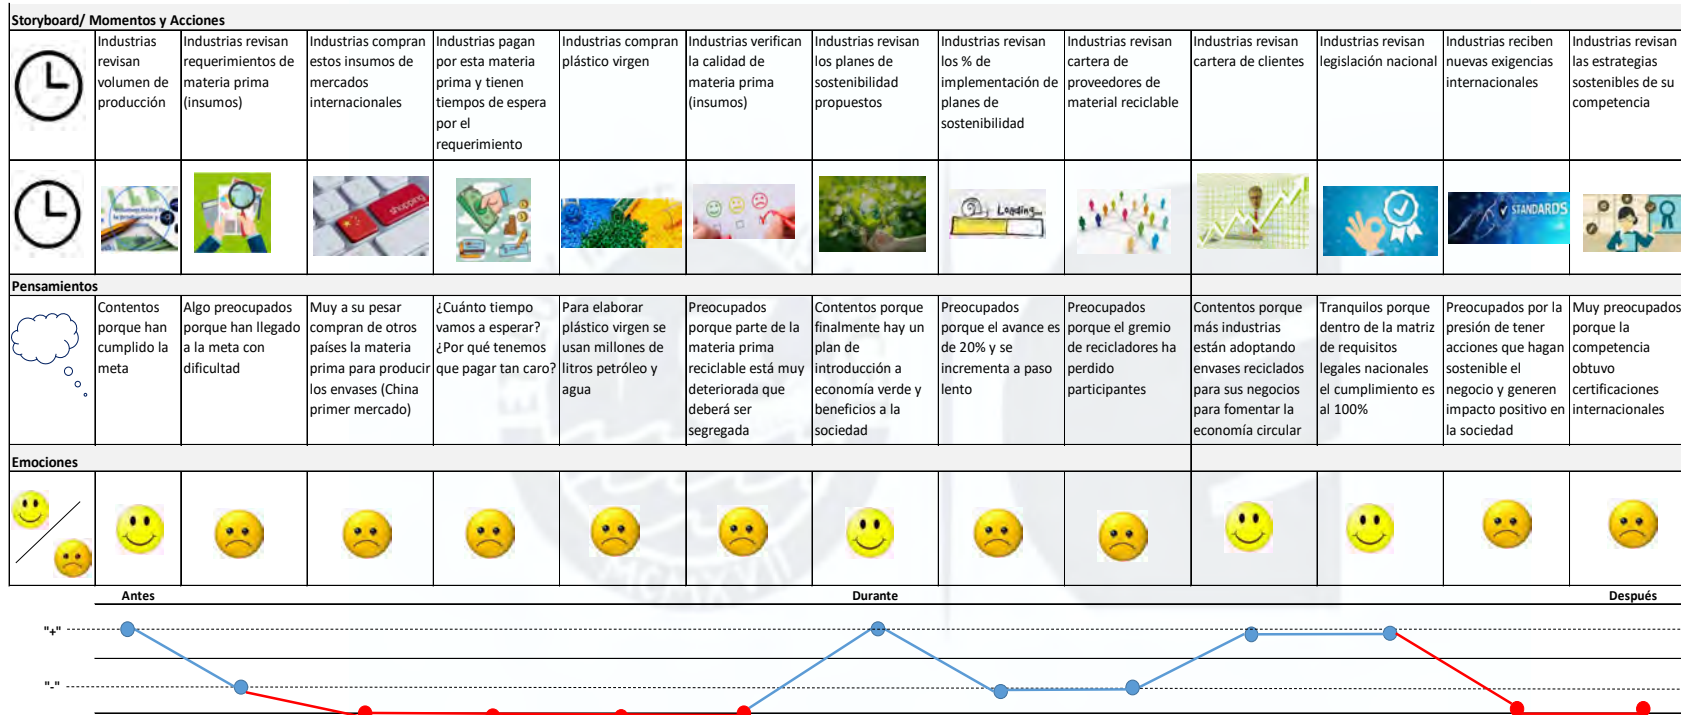 Storyboard/ Momentos y Acciones
Industrias
revisan
volumen de
producción
Industrias revisan
requerimientos de
materia prima
(insumos)
Industrias compran
estos insumos de
mercados
internacionales
Industrias pagan
por esta materia
prima y tienen
tiempos de espera
por el
requerimiento
Industrias compran
plástico virgen
Industrias verifican
la calidad de
materia prima
(insumos)
Industrias revisan
los planes de
sostenibilidad
propuestos
Industrias revisan
los % de
implementación de
planes de
sostenibilidad
Industrias revisan
cartera de
proveedores de
material reciclable
Industrias revisan
cartera de clientes
Industrias revisan
legislación nacional
Industrias reciben
nuevas exigencias
internacionales
Industrias revisan
las estrategias
sostenibles de su
competencia
shopping
Loading...
STANDARDS
Pensamientos
Contentos
porque han
cumplido la
meta
Algo preocupados
porque han llegado
a la meta con
dificultad
Muy a su pesar
compran de otros
países la materia
prima para producir
los envases (China
primer mercado)
¿Cuánto tiempo
vamos a esperar?
¿Por qué tenemos
que pagar tan caro?
Para elaborar
plástico virgen se
usan millones de
litros petróleo y
agua
Preocupados
porque parte de la
materia prima
reciclable está muy
deteriorada que
deberá ser
segregada
Contentos porque
finalmente hay un
plan de
introducción a
economía verde y
beneficios a la
sociedad
Preocupados
porque el avance es
de 20% y se
incrementa a paso
lento
Preocupados
porque el gremio
de recicladores ha
perdido
participantes
Contentos porque
más industrias
están adoptando
envases reciclados
para sus negocios
para fomentar la
economía circular
Tranquilos porque
dentro de la matriz
de requisitos
legales nacionales
el cumplimiento es
al 100%
Preocupados por la
presión de tener
acciones que hagan
sostenible el
negocio y generen
impacto positivo en
la sociedad
Muy preocupados
porque la
competencia
obtuvo
certificaciones
internacionales
Emociones
MCMXVII
Antes
Durante
Después
"+"
"-"